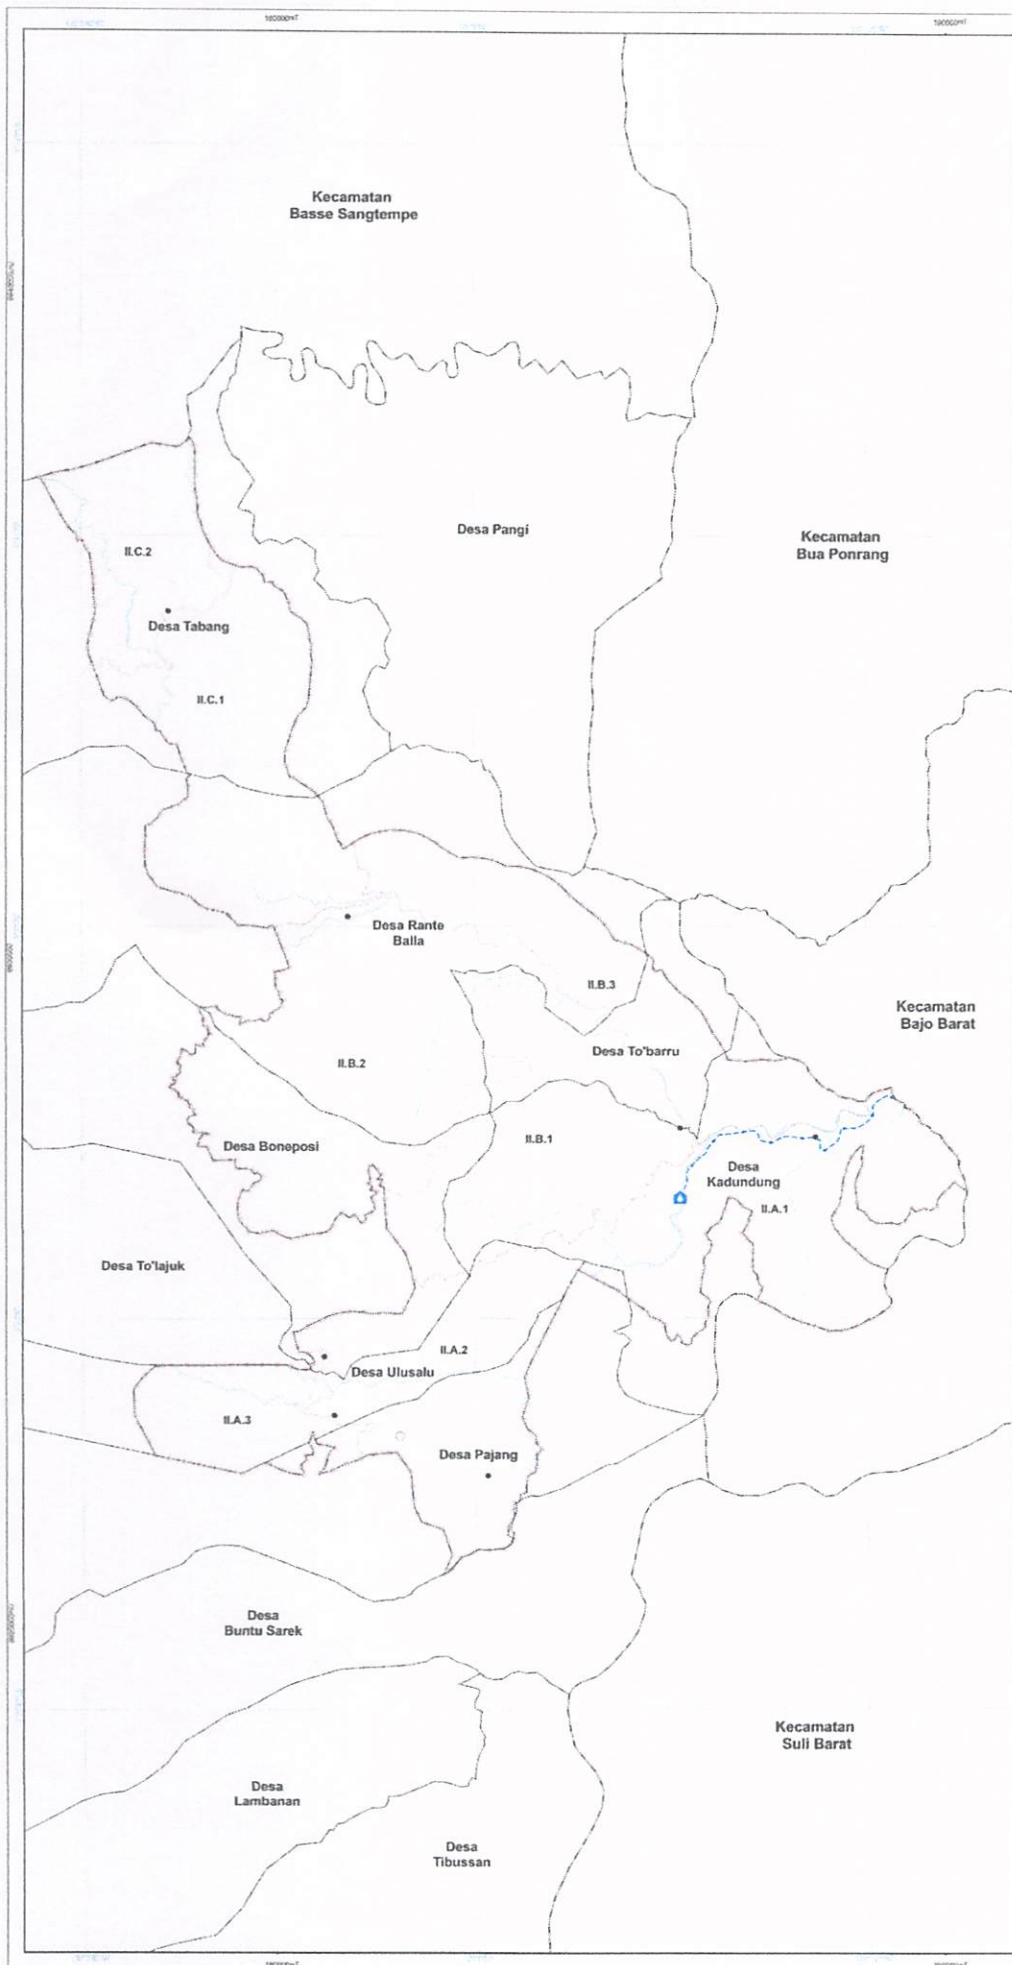 Kecamatan
Basse Sangtempe
Desa Pangi
Kecamatan
Bua Ponrang
II.C.2
Desa Tabang
II.C.1
Desa Rante
Balla
II.B.3
Kecamatan
Bajo Barat
Desa To'barru
II.B.2
Desa Boneposi
II.B.1
Desa
Kadundung
II.A.1
Desa To'lajuk
II.A.2
Desa Ulusalu
II.A.3
Desa Pajang
Desa
Buntu Sarek
Kecamatan
Suli Barat
Desa
Lambanan
Desa
Tibussan